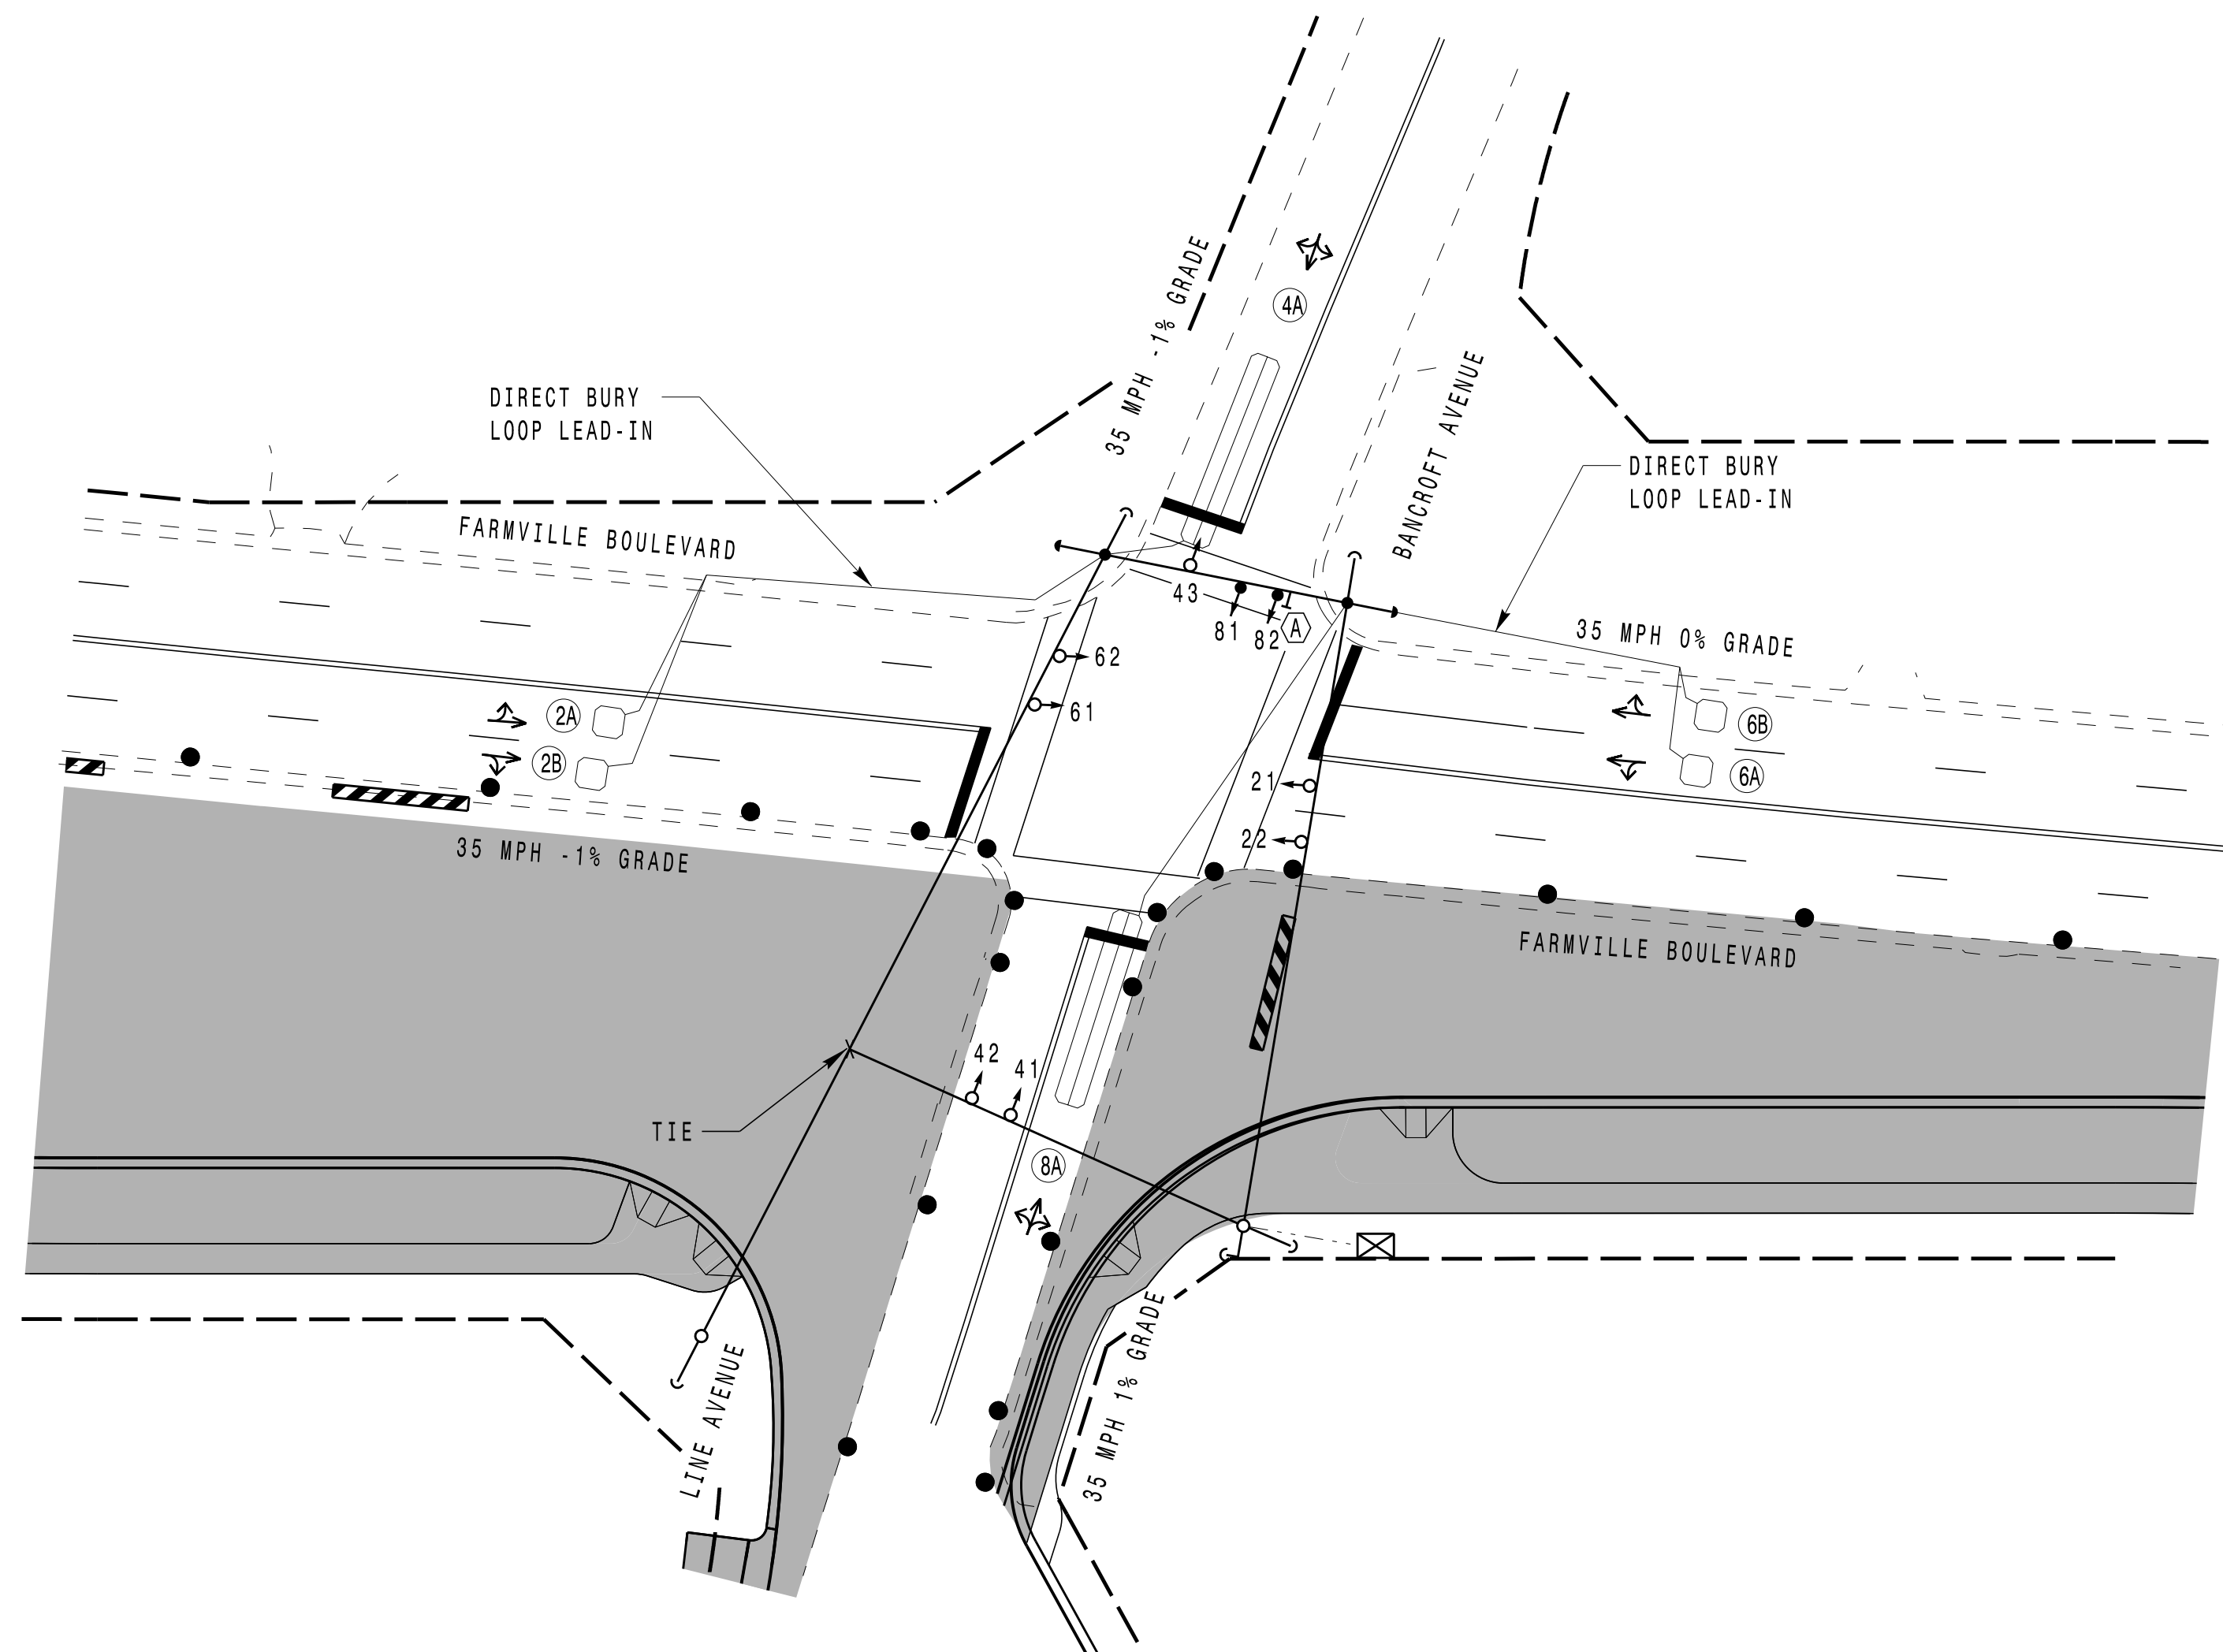 35 MPH -1% GRADE
4A
BANCROFT AVENUE
DIRECT BURY
LOOP LEAD-IN
DIRECT BURY
LOOP LEAD-IN
FARMVILLE BOULEVARD
43
81
82
A
35 MPH 0% GRADE
62
61
2A
2B
6B
6A
21
22
35 MPH -1% GRADE
FARMVILLE BOULEVARD
42
41
TIE
8A
LINE AVENUE
35 MPH 1% GRADE